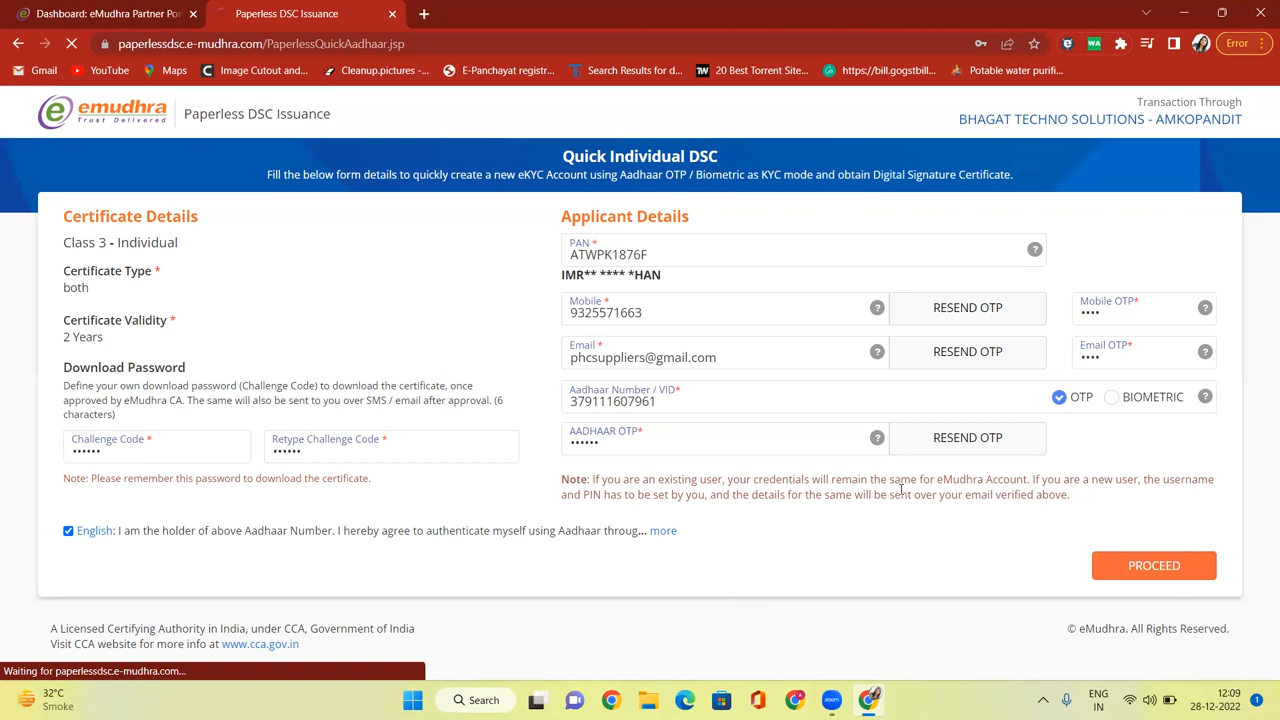 Dashboard: eMudhra Partner Por
Paperless DSC Issuance
paperlessdsc.e-mudhra.com/PaperlessQuickAadhaar.jsp
Error
Gmail
YouTube
Maps
Image Cutout and...
Cleanup.pictures -...
E-Panchayat registr...
Search Results for d...
20 Best Torrent Site...
https://bill.gogstbill...
Potable water purifi...
emudhra
Trust Delivered
Paperless DSC Issuance
Transaction Through
BHAGAT TECHNO SOLUTIONS - AMKOPANDIT
Quick Individual DSC
Fill the below form details to quickly create a new eKYC Account using Aadhaar OTP / Biometric as KYC mode and obtain Digital Signature Certificate.
Certificate Details
Class 3 - Individual
Certificate Type *
both
Certificate Validity *
2 Years
Download Password
Define your own download password (Challenge Code) to download the certificate, once
approved by eMudhra CA. The same will also be sent to you over SMS / email after approval. (6
characters)
Challenge Code *
••••••
Retype Challenge Code *
••••••
Note: Please remember this password to download the certificate.
Applicant Details
PAN *
ATWPK1876F
IMR** **** *HAN
Mobile *
9325571663
RESEND OTP
Mobile OTP*
••••
Email *
phcsuppliers@gmail.com
RESEND OTP
Email OTP*
••••
Aadhaar Number / VID*
379111607961
OTP
BIOMETRIC
AADHAAR OTP*
••••••
RESEND OTP
Note: If you are an existing user, your credentials will remain the same for eMudhra Account. If you are a new user, the username
and PIN has to be set by you, and the details for the same will be sent over your email verified above.
English: I am the holder of above Aadhaar Number. I hereby agree to authenticate myself using Aadhaar throug... more
PROCEED
A Licensed Certifying Authority in India, under CCA, Government of India
Visit CCA website for more info at www.cca.gov.in
© eMudhra. All Rights Reserved.
Waiting for paperlessdsc.e-mudhra.com...
32°C
Smoke
Search
ENG
IN
12:09
28-12-2022